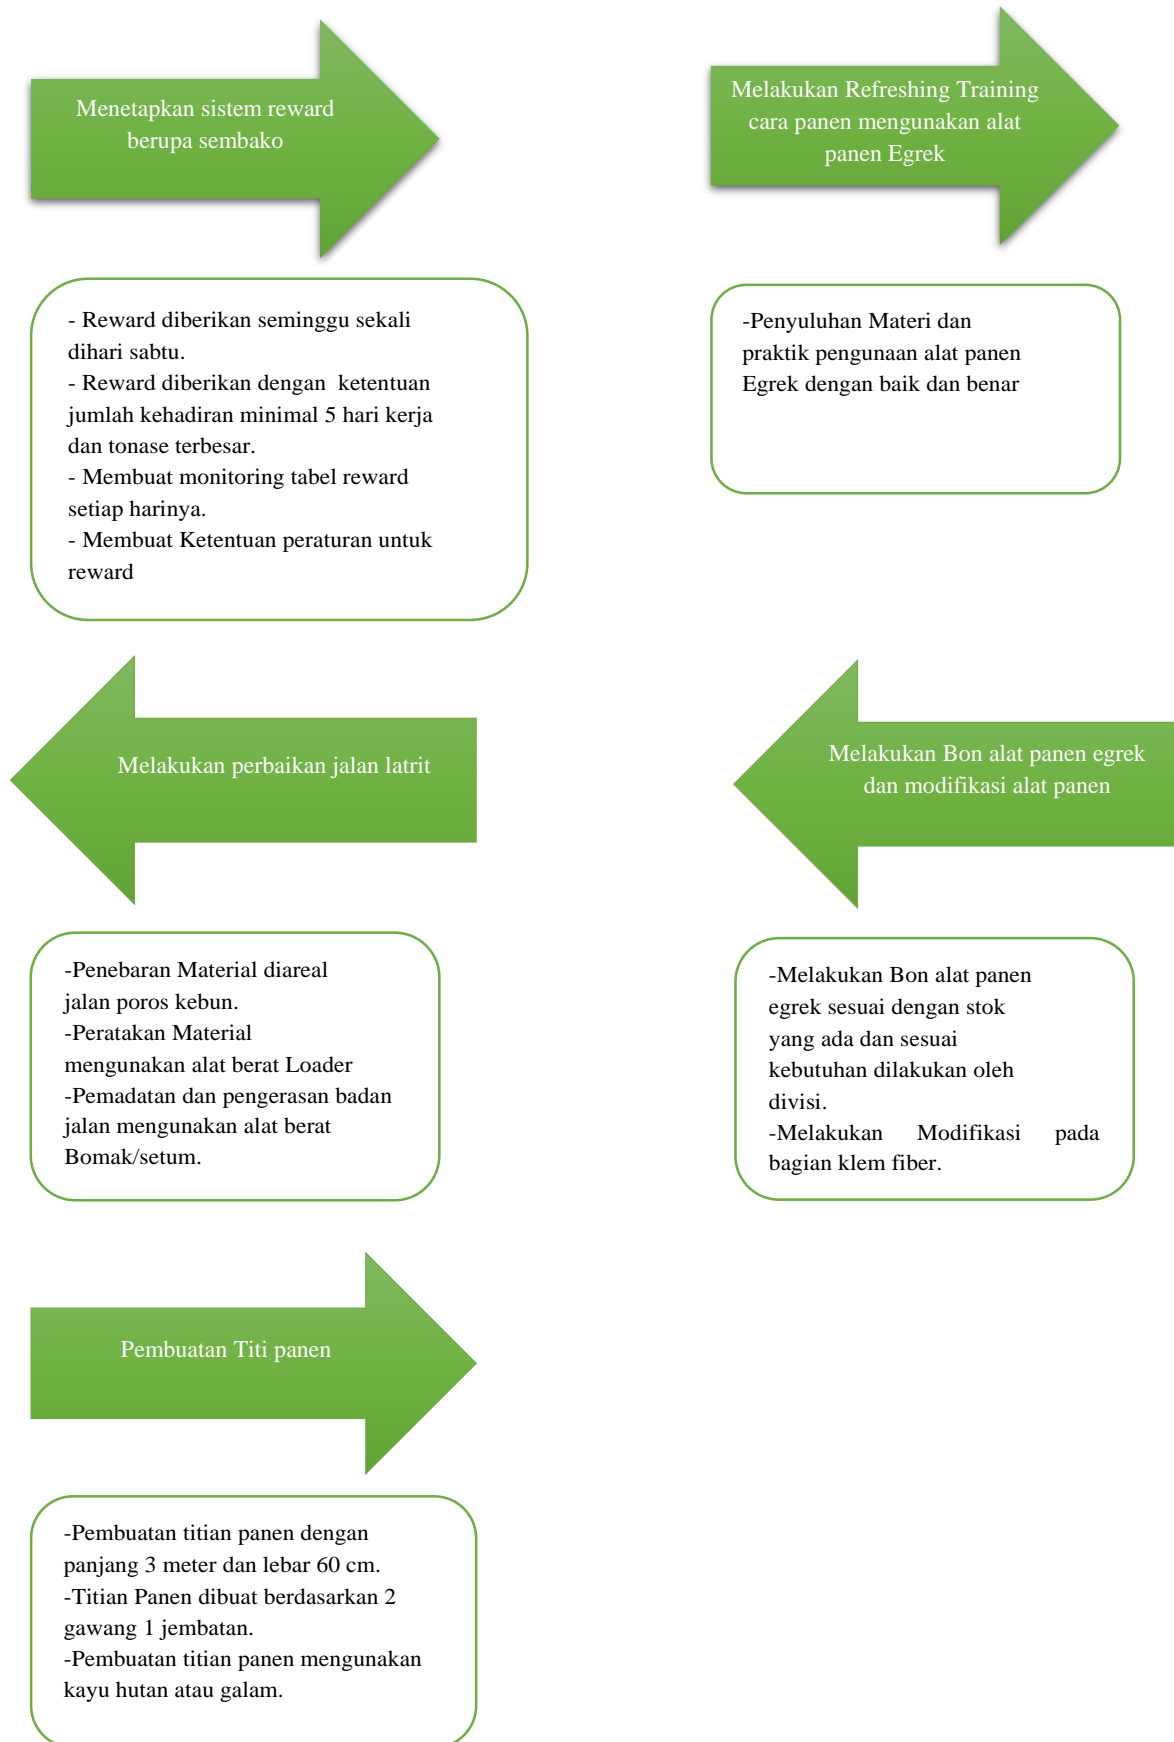 Menetapkan sistem reward
berupa sembako
Melakukan Refreshing Training
cara panen mengunakan alat
panen Egrek
- Reward diberikan seminggu sekali
dihari sabtu.
- Reward diberikan dengan  ketentuan
jumlah kehadiran minimal 5 hari kerja
dan tonase terbesar.
- Membuat monitoring tabel reward
setiap harinya.
- Membuat Ketentuan peraturan untuk
reward
-Penyuluhan Materi dan
praktik pengunaan alat panen
Egrek dengan baik dan benar
Melakukan perbaikan jalan latrit
Melakukan Bon alat panen egrek
dan modifikasi alat panen
-Penebaran Material diareal
jalan poros kebun.
-Peratakan Material
mengunakan alat berat Loader
-Pemadatan dan pengerasan badan
jalan mengunakan alat berat
Bomak/setum.
-Melakukan Bon alat panen
egrek sesuai dengan stok
yang ada dan sesuai
kebutuhan dilakukan oleh
divisi.
-Melakukan Modifikasi pada
bagian klem fiber.
Pembuatan Titi panen
-Pembuatan titian panen dengan
panjang 3 meter dan lebar 60 cm.
-Titian Panen dibuat berdasarkan 2
gawang 1 jembatan.
-Pembuatan titian panen mengunakan
kayu hutan atau galam.